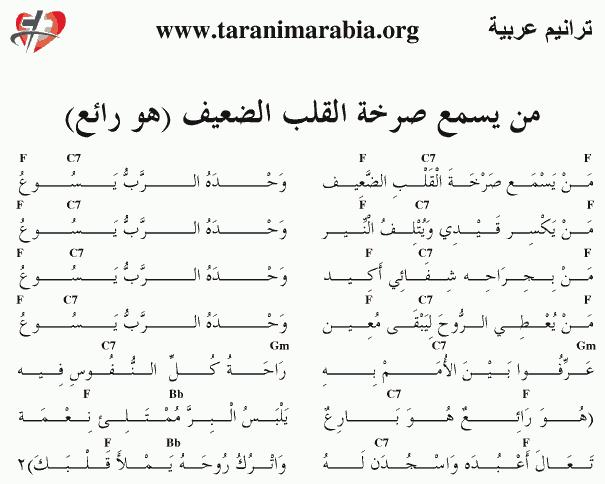 ترانيم عربية www.taranimarabia.org
من يسمع صرخة القلب الضعيف (هو رائع)
F C7 F F C7 F
مَنْ يَسْمَع صَرْخَةَ الْقَلْبِ الضَّعِيف وَحْدَهُ الرَّبُّ يَسُوعُ
F C7 F F C7 F
مَنْ يَكْسِر قَيْدِي وَيُتْلِفُ الْنِّير وَحْدَهُ الرَّبُّ يَسُوعُ
F C7 F F C7 F
مَنْ بِجِرَاحِه شِفَائِي أَكِيد وَحْدَهُ الرَّبُّ يَسُوعُ
F C7 F F C7 F
مَنْ يُعْطِي الرُّوحَ لِيَبْقَى مُعِين وَحْدَهُ الرَّبُّ يَسُوعُ
C7 Gm C7 Gm
عَرِّفُوا بَيْنَ الأُمَمْ بِهِ رَاحَةُ كُلِّ النُّفُوسِ فِيه
F Bb C7 F
(هُوَ رَائِعٌ هُوَ بَارِعٌ يَلْبَسُ الْبِرَّ مُمْتَلِئ نِعْمَة
F Bb C7 F
تَعَالَ أعْبُدَه وَاسْجُدَن لَهُ وَاتْرُكْ رُوحَهُ يَمْلأَ قَلْبَكَ)٢